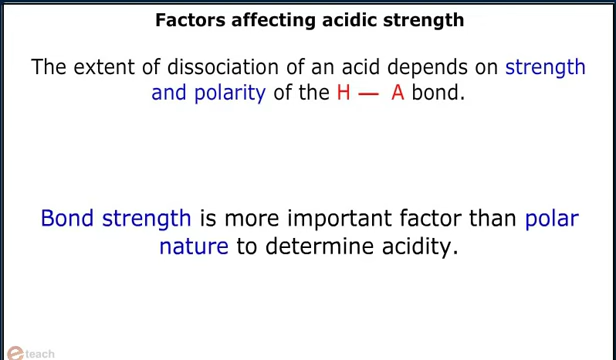 Factors affecting acidic strength
The extent of dissociation of an acid depends on strength
and polarity of the H — A bond.
Bond strength is more important factor than polar
nature to determine acidity.
e teach